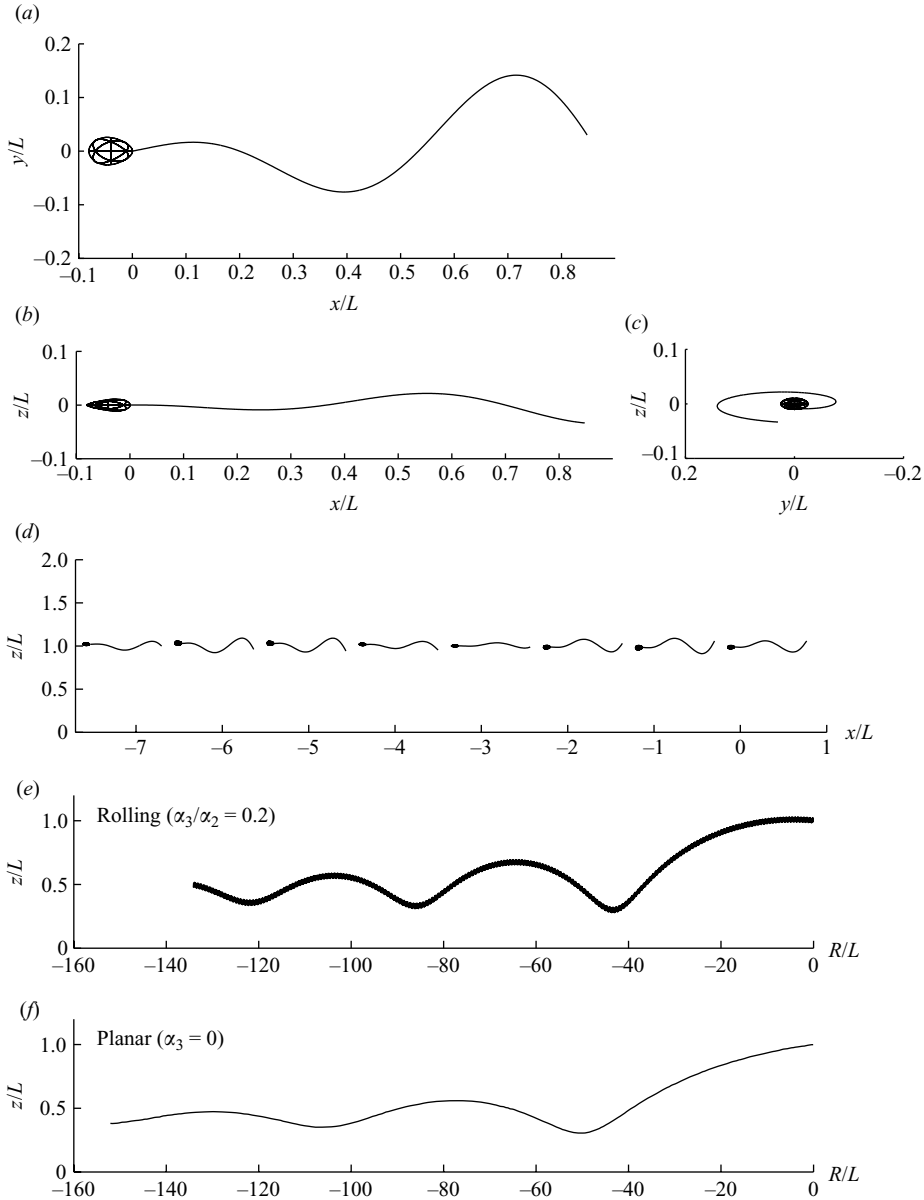 (a)
0.2
0.1
0
–0.1
–0.2
y/L
–0.1 0 0.1 0.2 0.3 0.4 0.5 0.6 0.7 0.8
x/L
(b)
0.1
0
–0.1
z/L
–0.1 0 0.1 0.2 0.3 0.4 0.5 0.6 0.7 0.8
x/L
(c)
0.1
0
–0.1
z/L
0.2 0 –0.2
y/L
(d)
2.0
1.5
1.0
0.5
0
z/L
–7 –6 –5 –4 –3 –2 –1 0 1 x/L
(e)
Rolling (α3/α2 = 0.2)
1.0
0.5
0
z/L
–160 –140 –120 –100 –80 –60 –40 –20 0 R/L
(f)
Planar (α3 = 0)
1.0
0.5
0
z/L
–160 –140 –120 –100 –80 –60 –40 –20 0 R/L